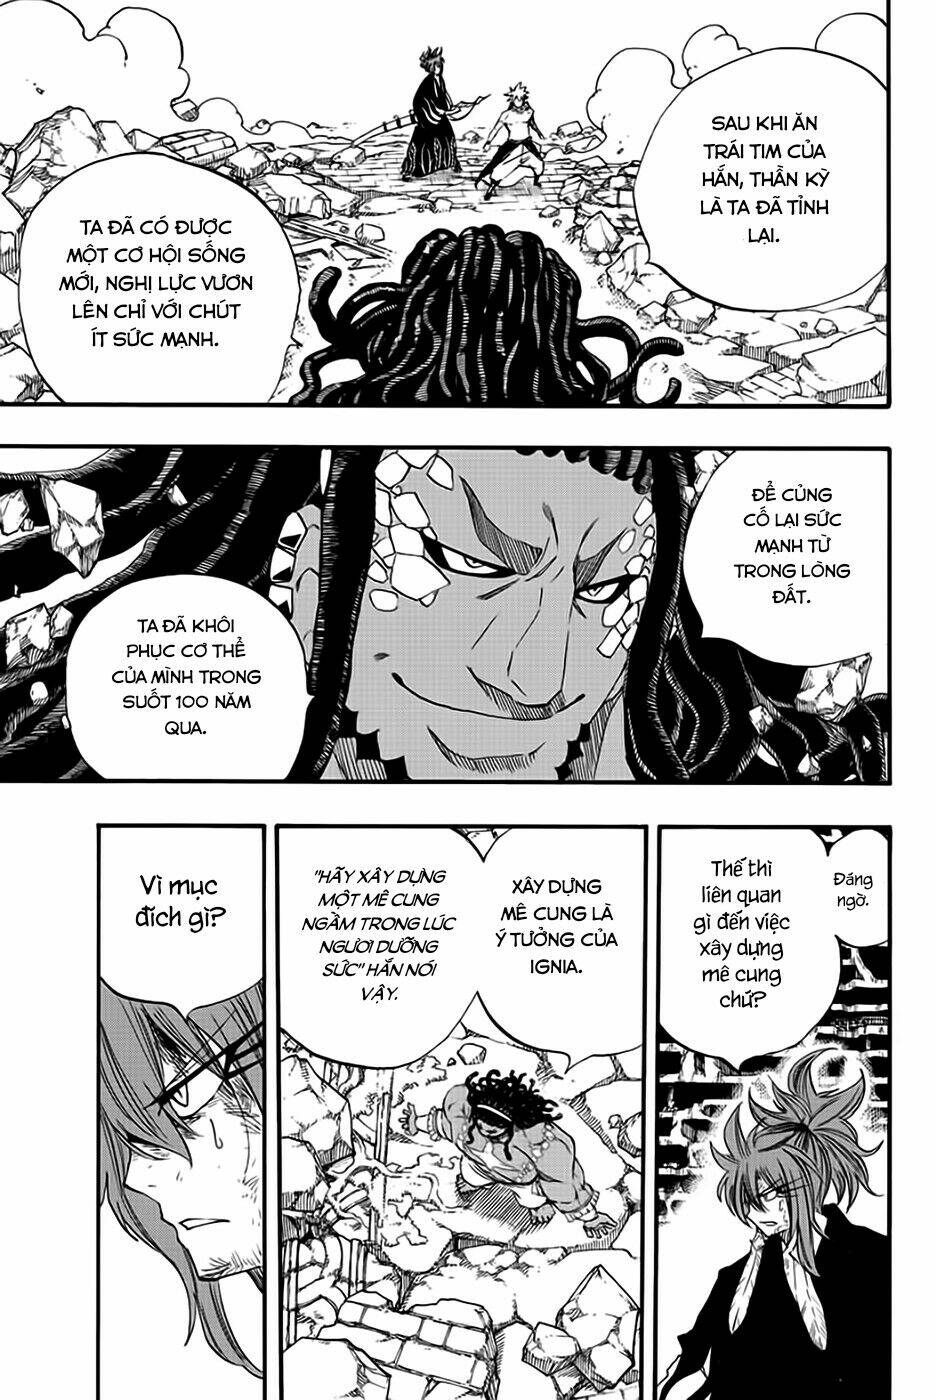 SAU KHI ĂN
TRÁI TIM CỦA
HẮN, THẦN KỲ
LÀ TA ĐÃ TỈNH
LẠI.
TA ĐÃ CÓ ĐƯỢC
MỘT CƠ HỘI SỐNG
MỚI, NGHỊ LỰC VƯƠN
LÊN CHỈ VỚI CHÚT
ÍT SỨC MẠNH.
ĐỂ CỦNG
CỐ LẠI SỨC
MẠNH TỪ
TRONG LÒNG
ĐẤT.
TA ĐÃ KHÔI
PHỤC CƠ THỂ
CỦA MÌNH TRONG
SUỐT 100 NĂM
QUA.
Đáng
ngờ.
Thế thì
liên quan
gì đến việc
xây dựng
mê cung
chứ?
XÂY DỰNG
MÊ CUNG LÀ
Ý TƯỞNG CỦA
IGNIA.
"HÃY XÂY DỰNG
MỘT MÊ CUNG
NGẦM TRONG LÚC
NGƯƠI DƯỠNG
SỨC" HẮN NÓI
VẬY.
Vì mục
đích gì?